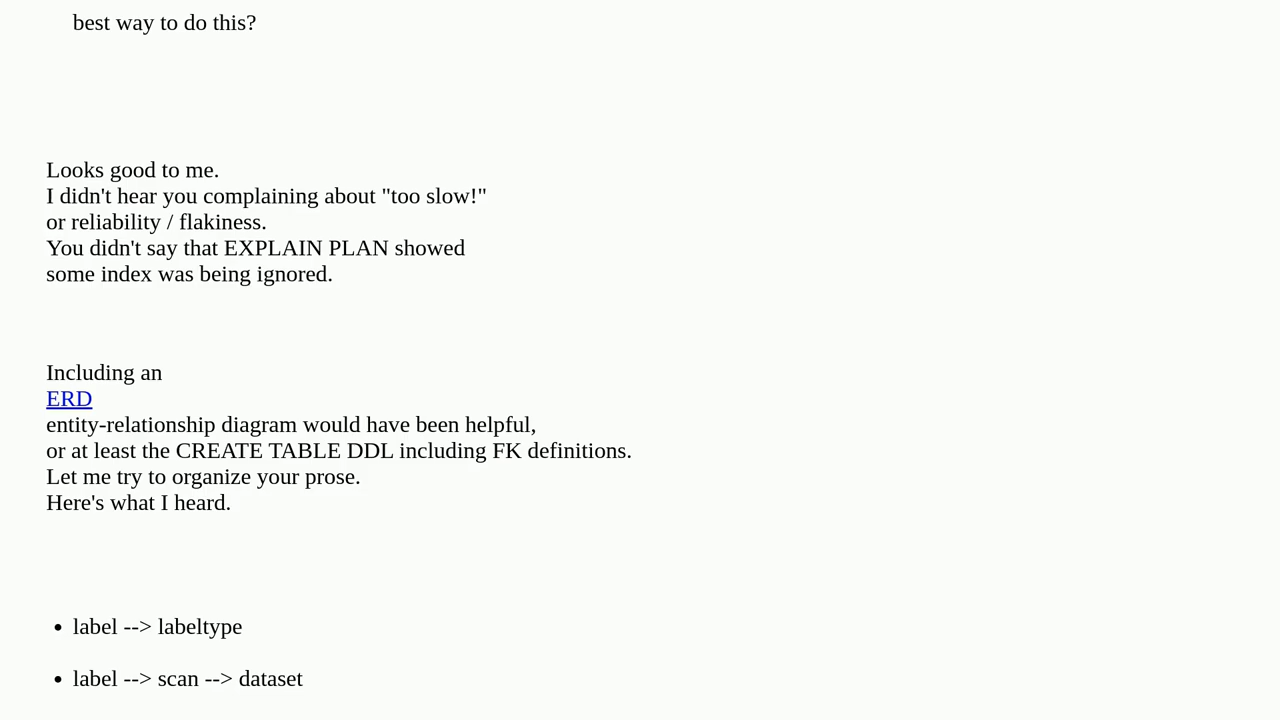 best way to do this?
Looks good to me.
I didn't hear you complaining about "too slow!"
or reliability / flakiness.
You didn't say that EXPLAIN PLAN showed
some index was being ignored.
Including an
ERD
entity-relationship diagram would have been helpful,
or at least the CREATE TABLE DDL including FK definitions.
Let me try to organize your prose.
Here's what I heard.
• label --> labeltype
• label --> scan --> dataset